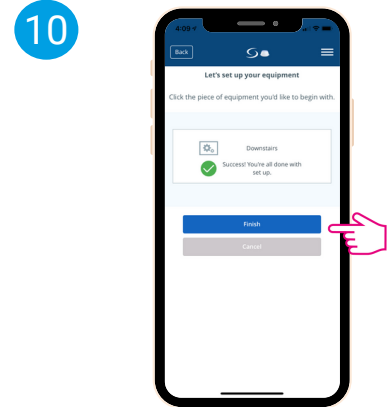 10
4:09
Back
Let's set up your equipment
Click the piece of equipment you'd like to begin with.
Downstairs
Success! You're all done with
set up.
Finish
Cancel